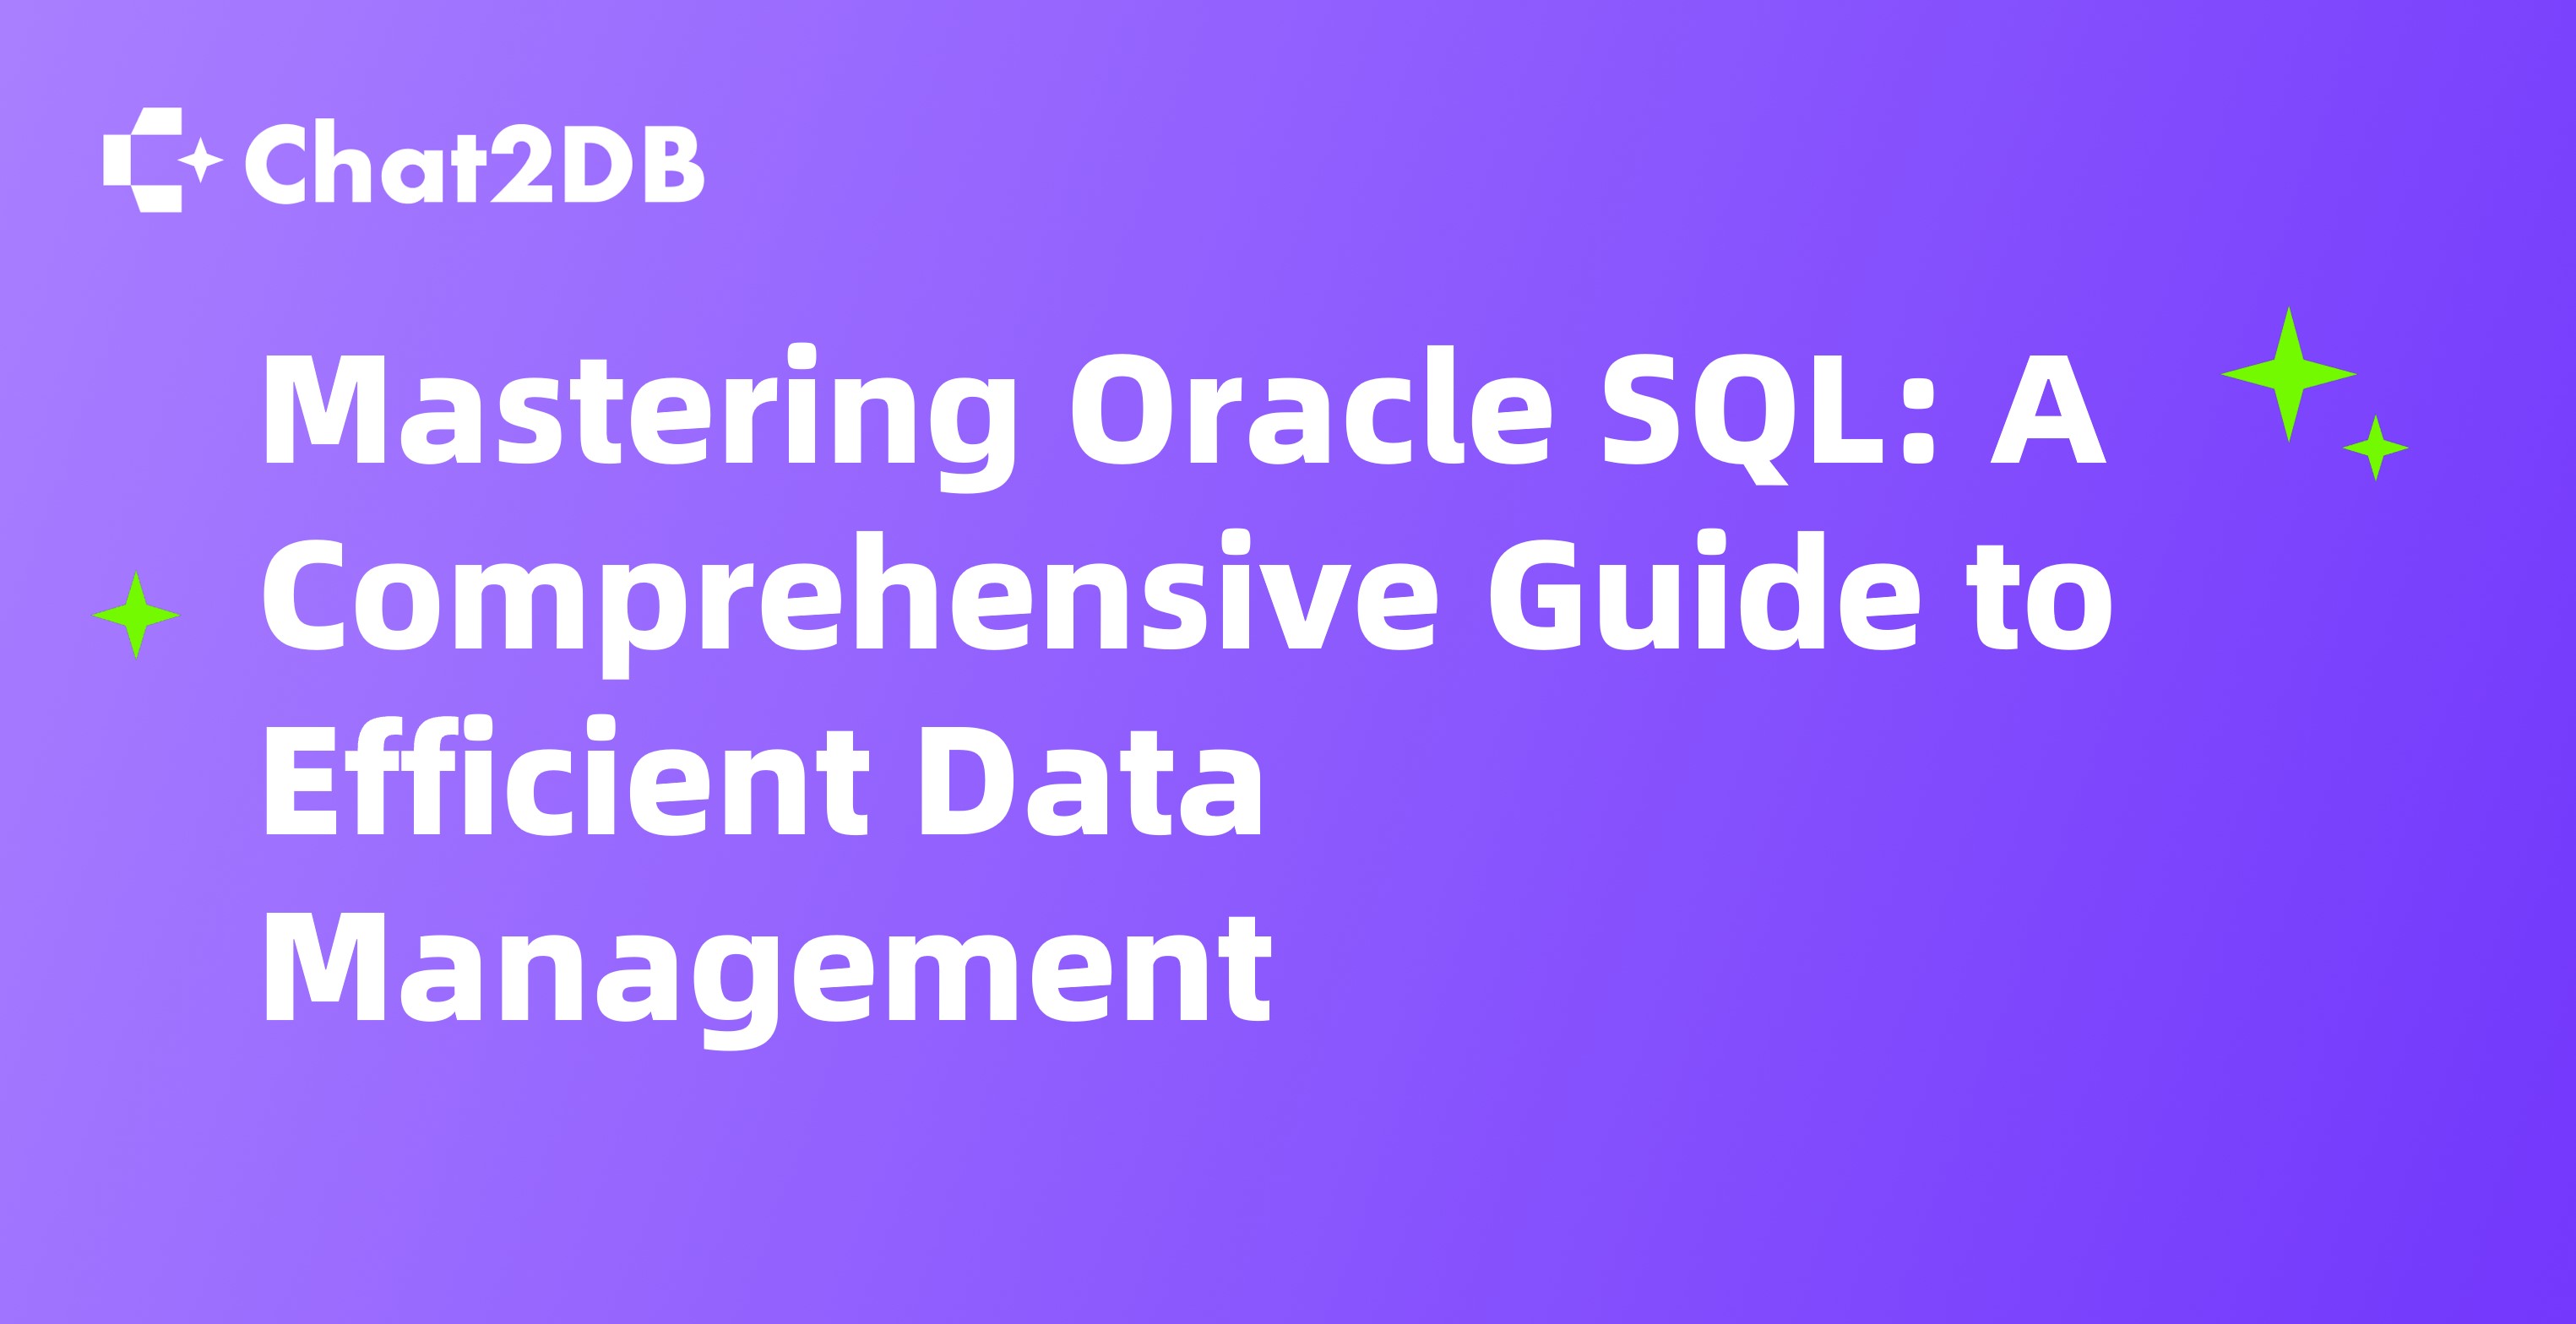 Chat2DB
Mastering Oracle SQL: A
Comprehensive Guide to
Efficient Data
Management